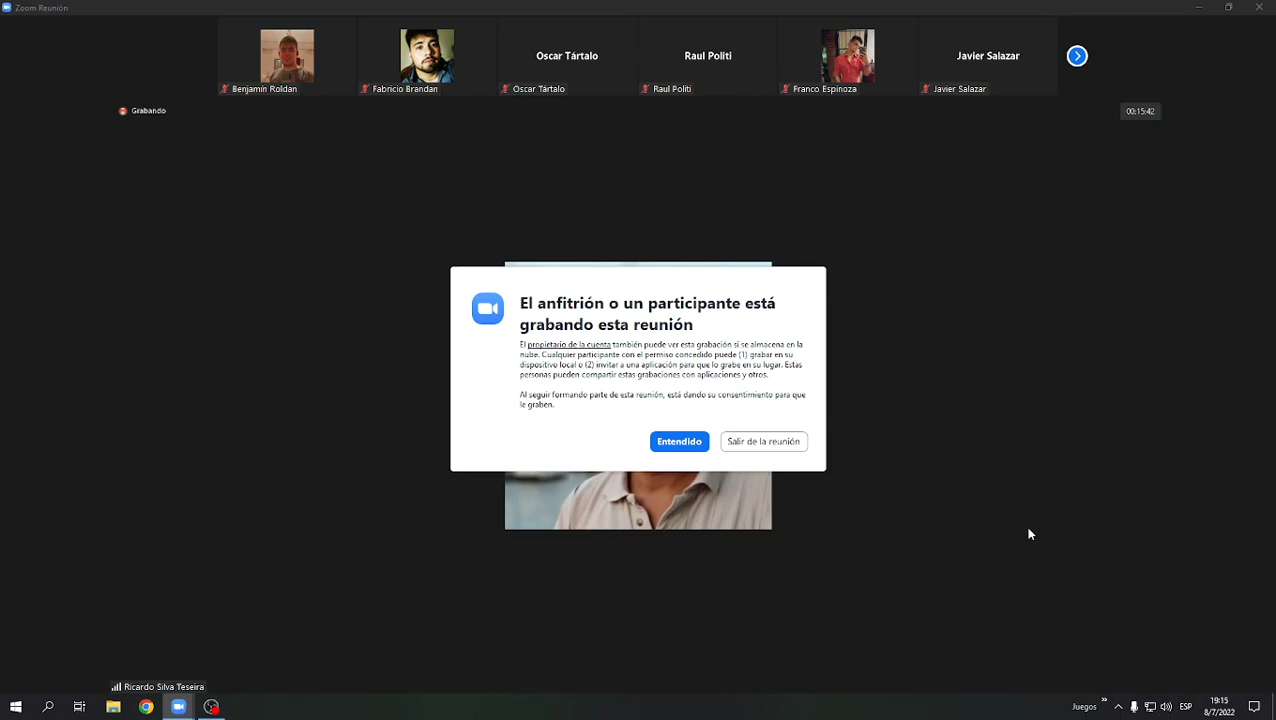 Zoom Reunión
Oscar Tártalo
Raul Politi
Javier Salazar
Benjamín Roldan
Fabricio Brandan
Oscar Tártalo
Raul Politi
Franco Espinoza
Javier Salazar
Grabando
00:15:42
El anfitrión o un participante está
grabando esta reunión
El propietario de la cuenta también puede ver esta grabación si se almacena en la
nube. Cualquier participante con el permiso concedido puede (1) grabar en su
dispositivo local o (2) invitar a una aplicación para que lo grabe en su lugar. Estas
personas pueden compartir estas grabaciones con aplicaciones y otros.
Al seguir formando parte de esta reunión, está dando su consentimiento para que
le graben.
Entendido
Salir de la reunión
Ricardo Silva Teseira
Juegos
ESP
19:15
8/7/2022